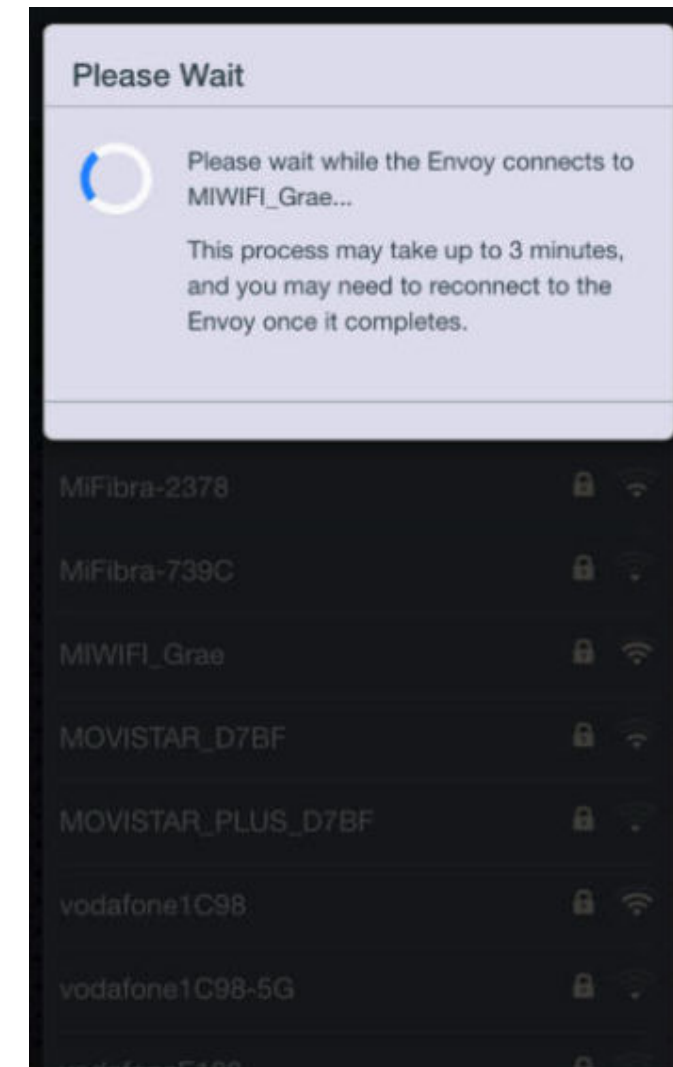 Please Wait
Please wait while the Envoy connects to
MIWIFI_Grae...
This process may take up to 3 minutes,
and you may need to reconnect to the
Envoy once it completes.
MiFibra-2378
MiFibra-739C
MIWIFI_Grae
MOVISTAR_D7BF
MOVISTAR_PLUS_D7BF
vodafone1C98
vodafone1C98-5G